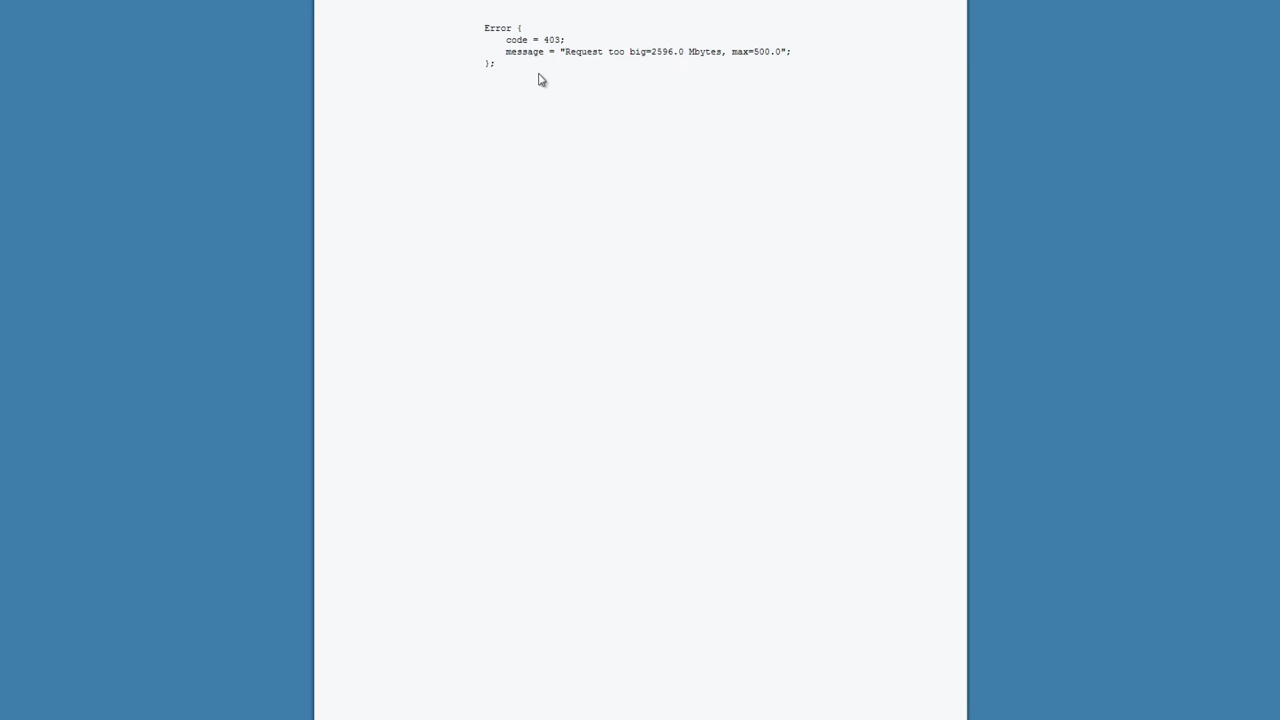 Error {
    code = 403;
    message = "Request too big=2596.0 Mbytes, max=500.0";
};